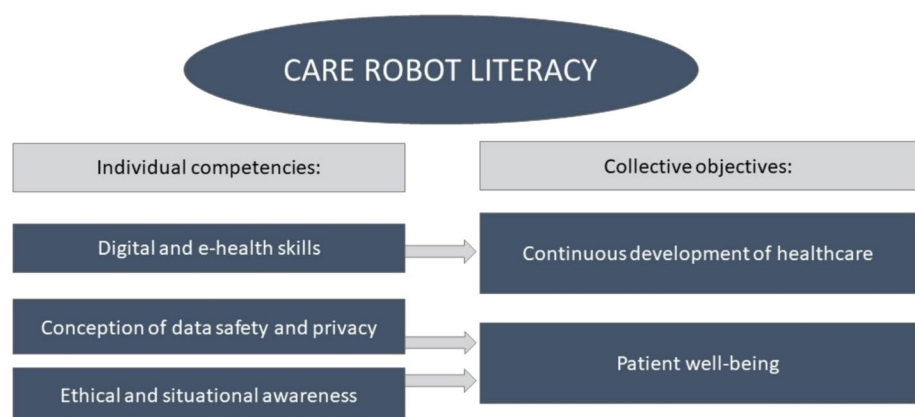 CARE ROBOT LITERACY
Individual competencies:
Collective objectives:
Digital and e-health skills
Continuous development of healthcare
Conception of data safety and privacy
Patient well-being
Ethical and situational awareness